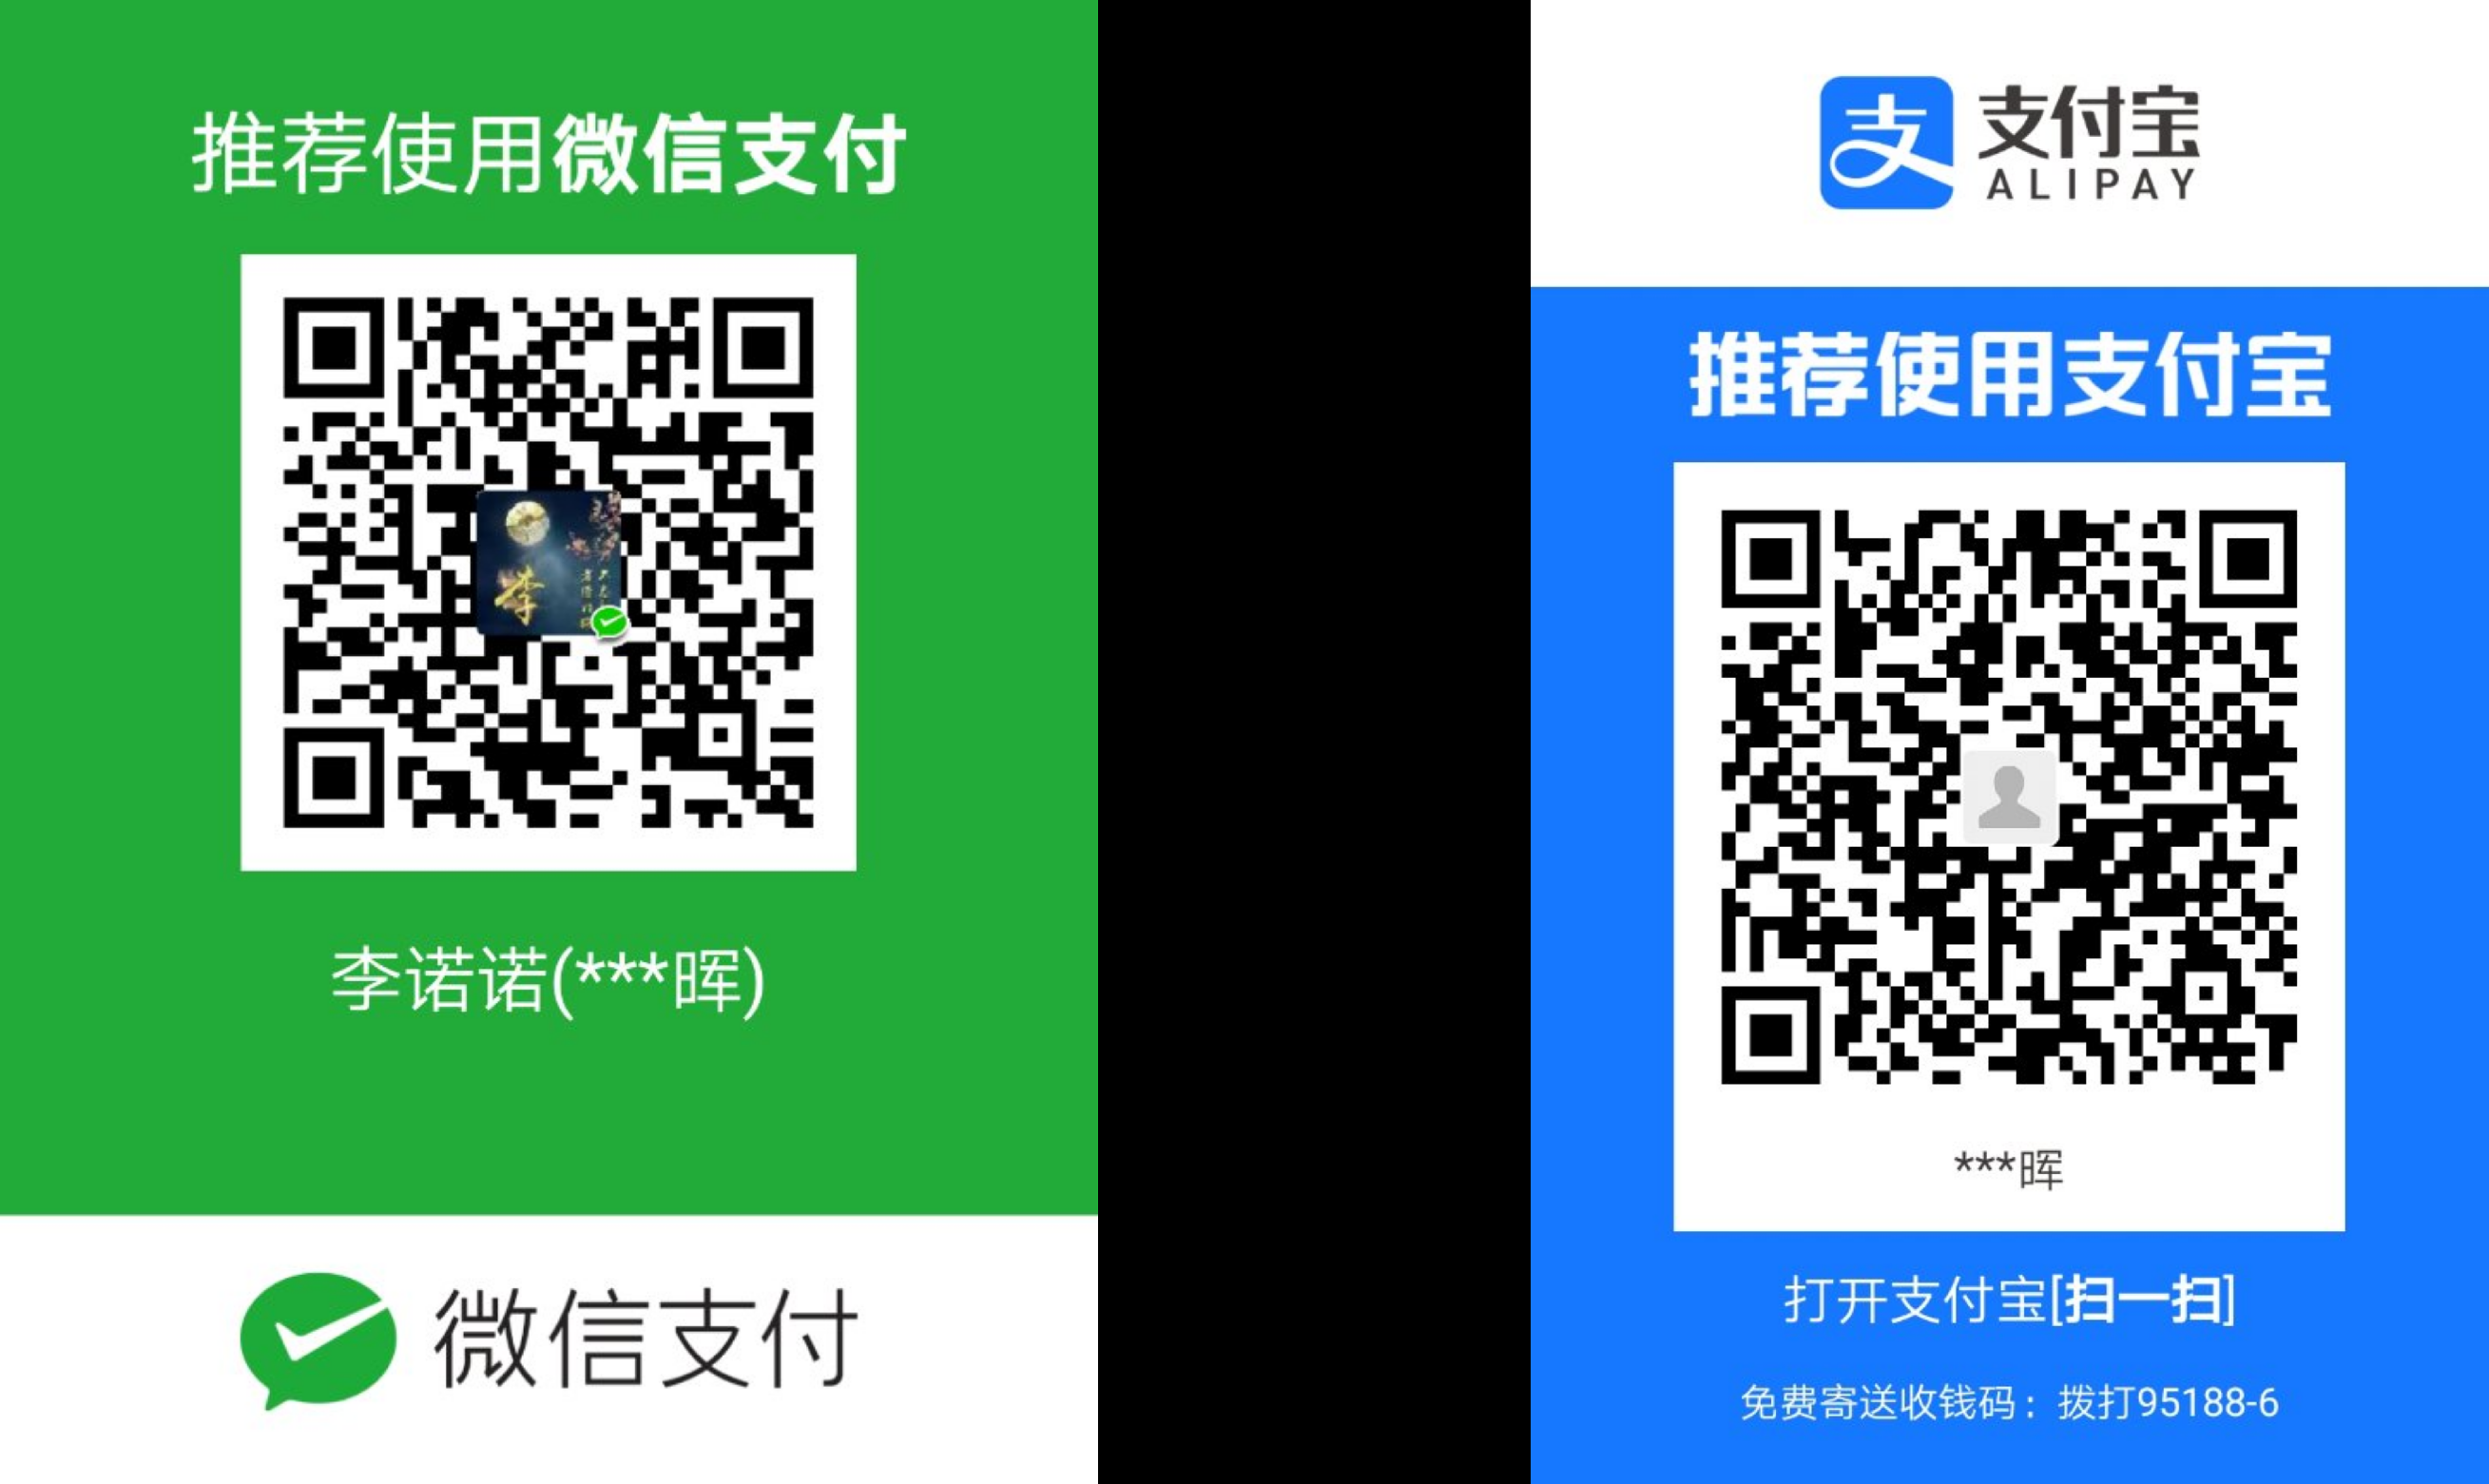 推荐使用微信支付
李
李诺诺(***晖)
微信支付
支 支付宝
ALIPAY
推荐使用支付宝
***晖
打开支付宝[扫一扫]
免费寄送收钱码：拨打95188-6